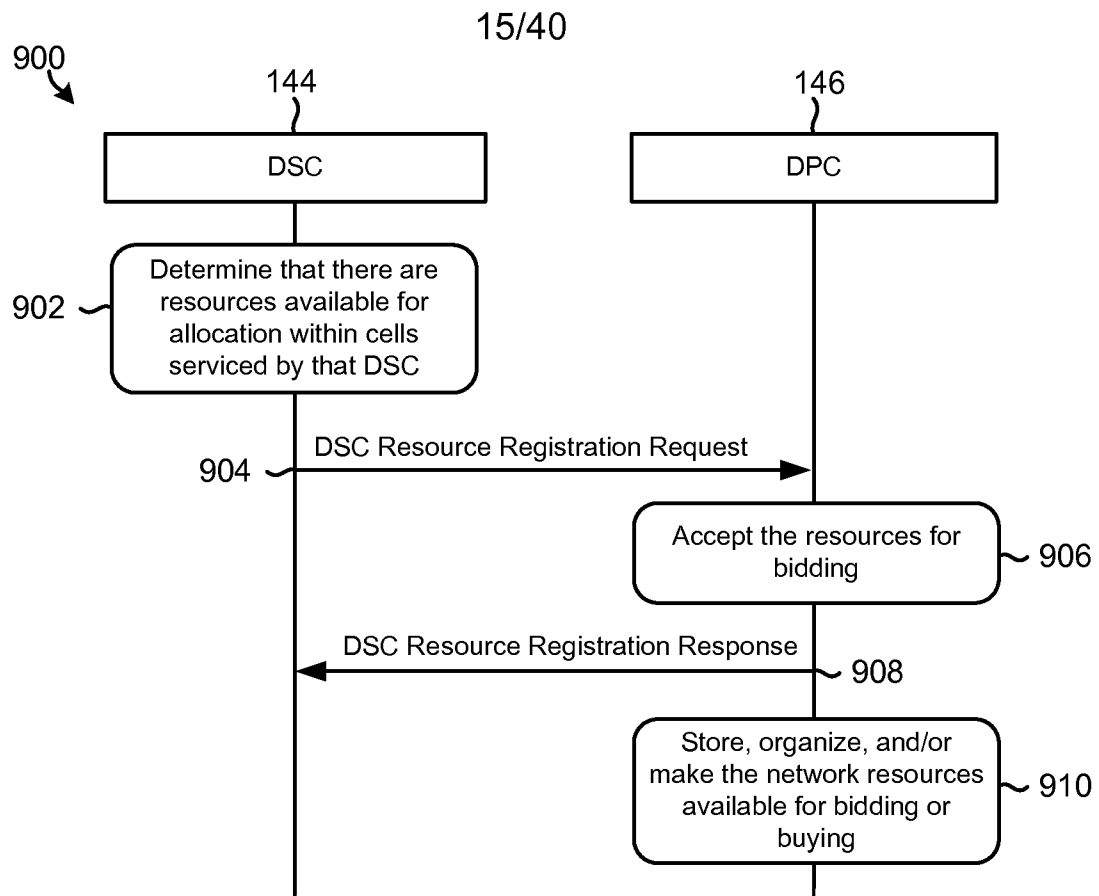 15/40
900
144
146
DSC
DPC
902
Determine that there are
resources available for
allocation within cells
serviced by that DSC
DSC Resource Registration Request
904
Accept the resources for
bidding
906
DSC Resource Registration Response
908
Store, organize, and/or
make the network resources
available for bidding or
buying
910